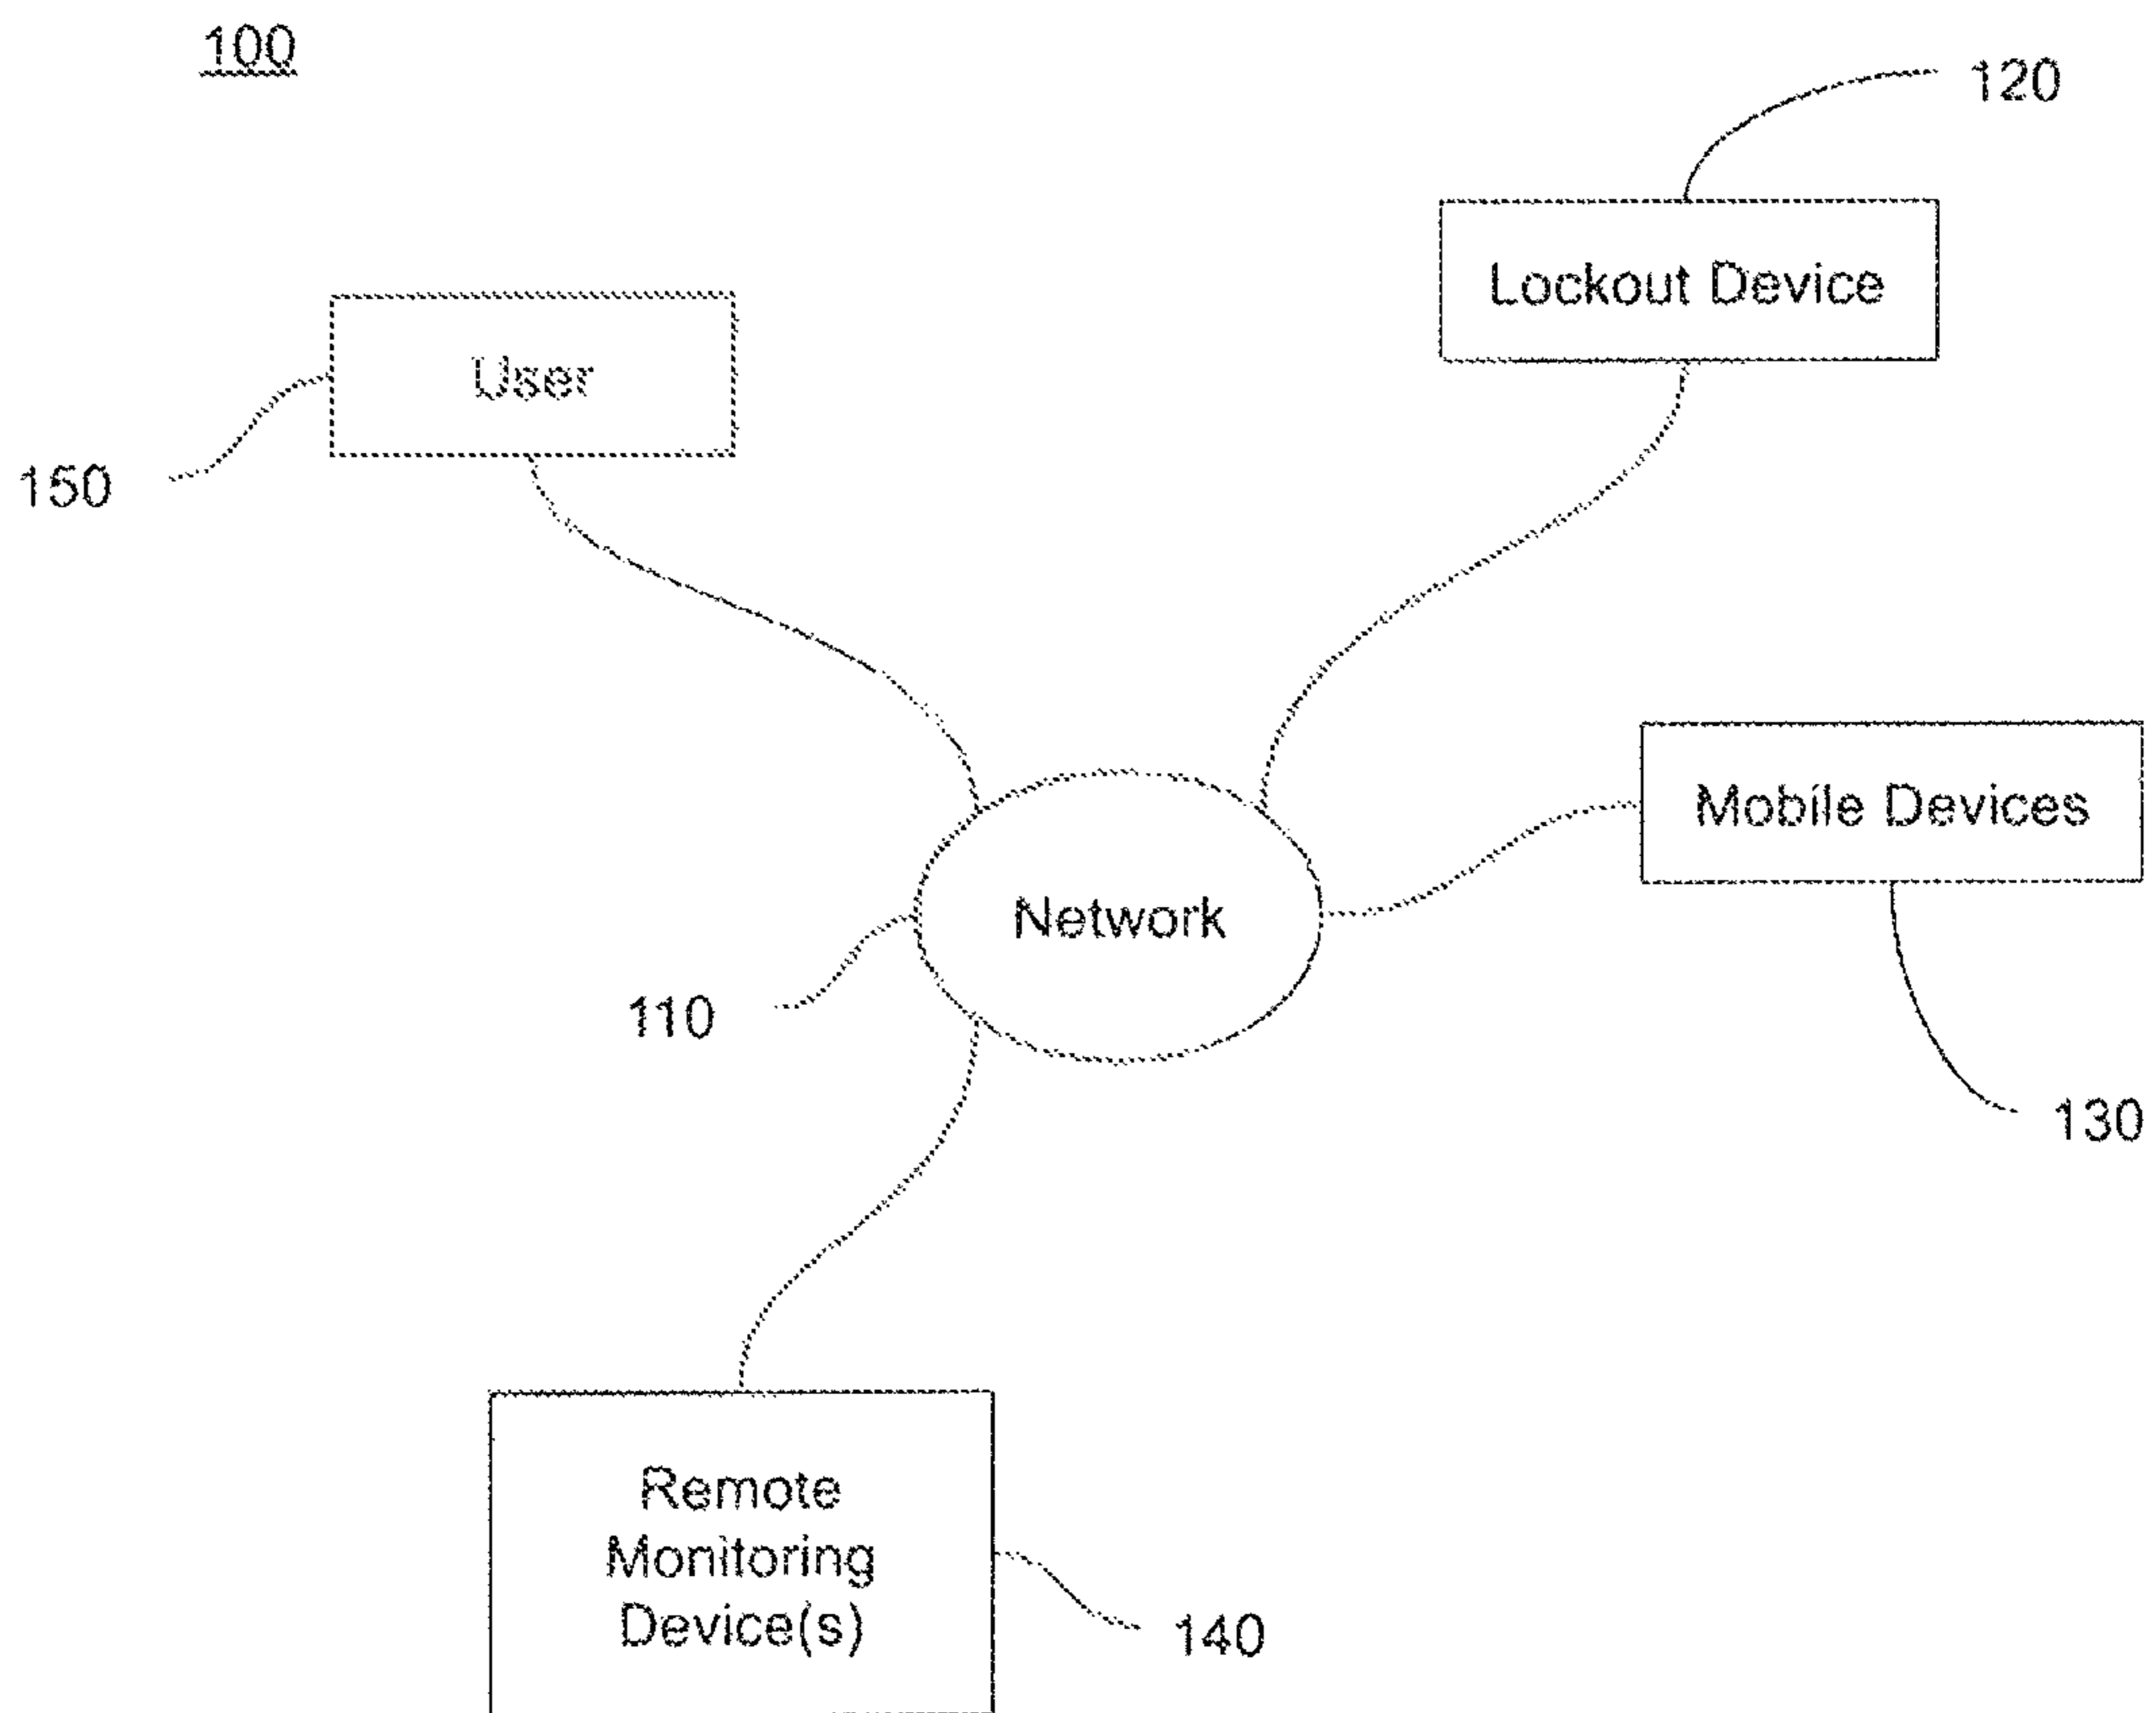 100
120
Lockout Device
User
150
Mobile Devices
Network
110
130
Remote
Monitoring
Device(s)
140